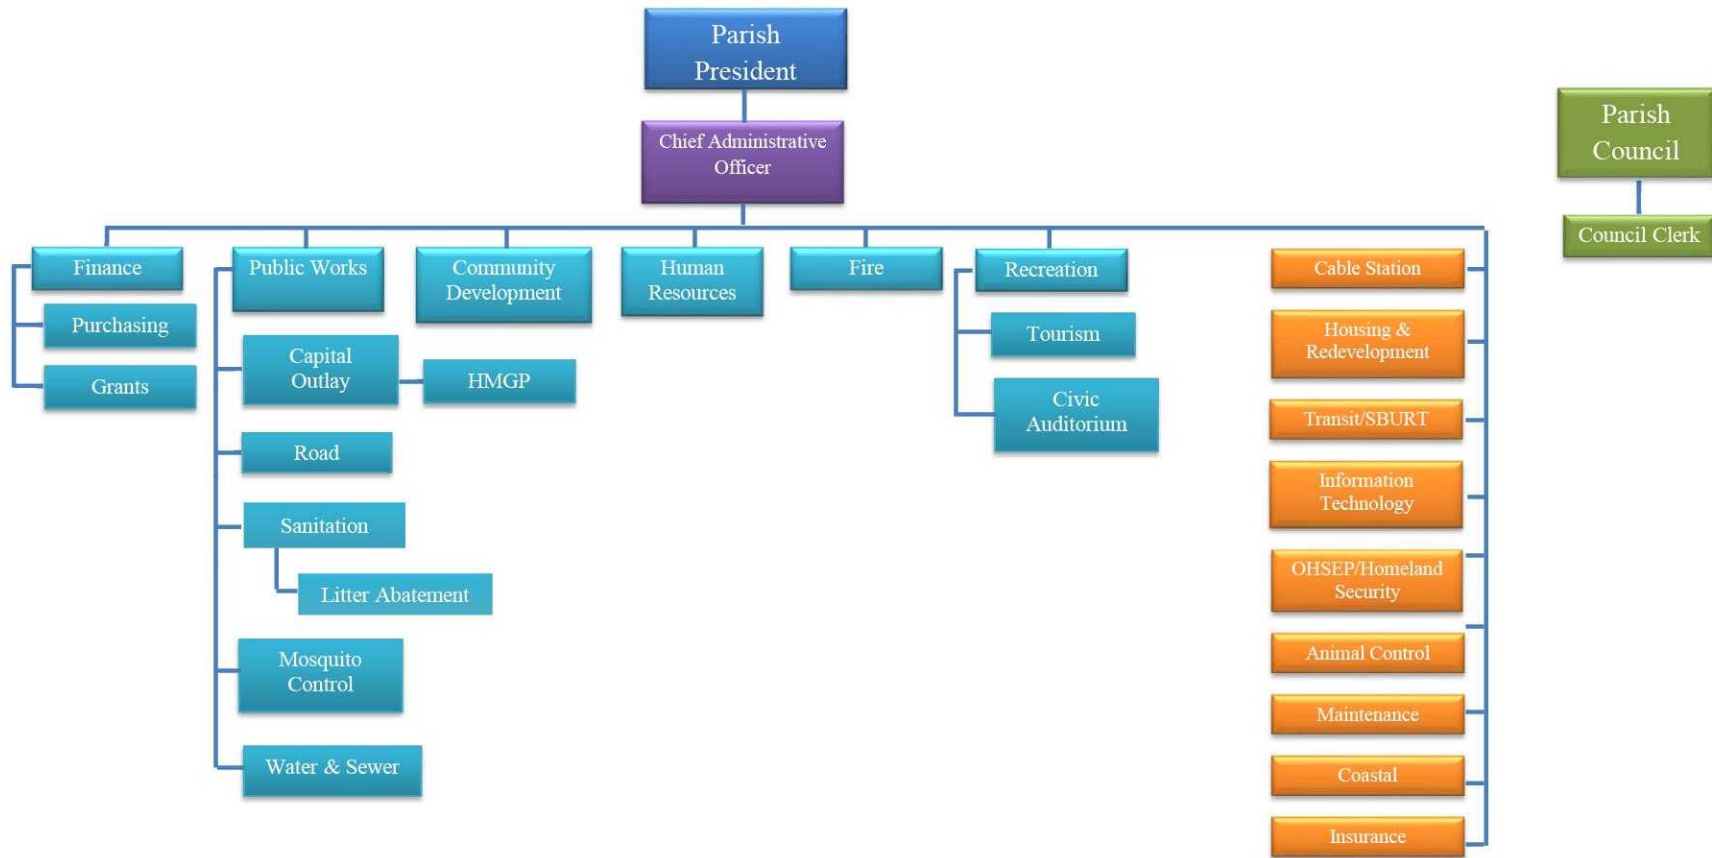 Parish
President
Chief Administrative
Officer
Parish
Council
Council Clerk
Finance
Purchasing
Grants
Public Works
Capital
Outlay
HMGP
Road
Sanitation
Litter Abatement
Mosquito
Control
Water & Sewer
Community
Development
Human
Resources
Fire
Recreation
Tourism
Civic
Auditorium
Cable Station
Housing &
Redevelopment
Transit/SBURT
Information
Technology
OHSEP/Homeland
Security
Animal Control
Maintenance
Coastal
Insurance